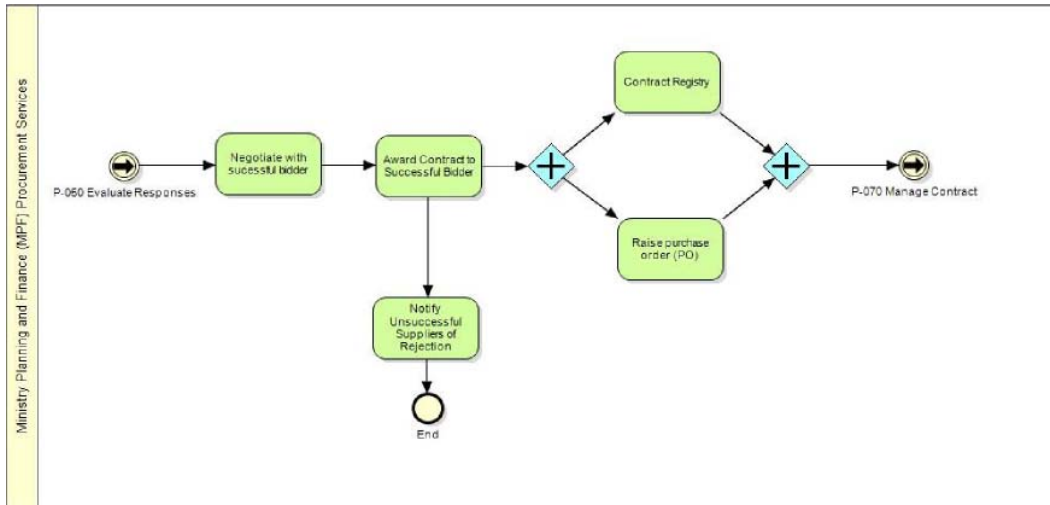 Ministry Planning and Finance (MPF) Procurement Services
P-060 Evaluate Responses
Negotiate with
sucessful bidder
Award Contract to
Successful Bidder
Contract Registry
Raise purchase
order (PO)
P-070 Manage Contract
Notify
Unsuccessful
Suppliers of
Rejection
End